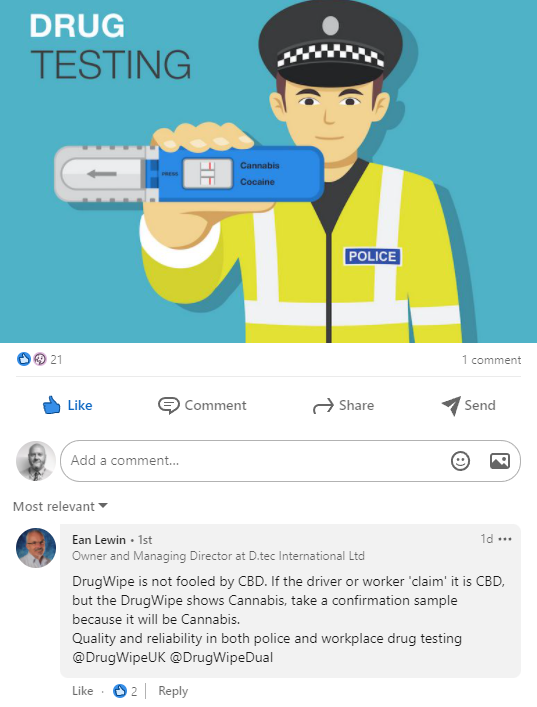 DRUG
TESTING
PRESS
Cannabis
Cocaine
POLICE
21
1 comment
Like
Comment
Share
Send
Add a comment...
Most relevant
Ean Lewin • 1st
1d •••
Owner and Managing Director at D.tec International Ltd
DrugWipe is not fooled by CBD. If the driver or worker 'claim' it is CBD,
but the DrugWipe shows Cannabis, take a confirmation sample
because it will be Cannabis.
Quality and reliability in both police and workplace drug testing
@DrugWipeUK @DrugWipeDual
Like · 2 | Reply